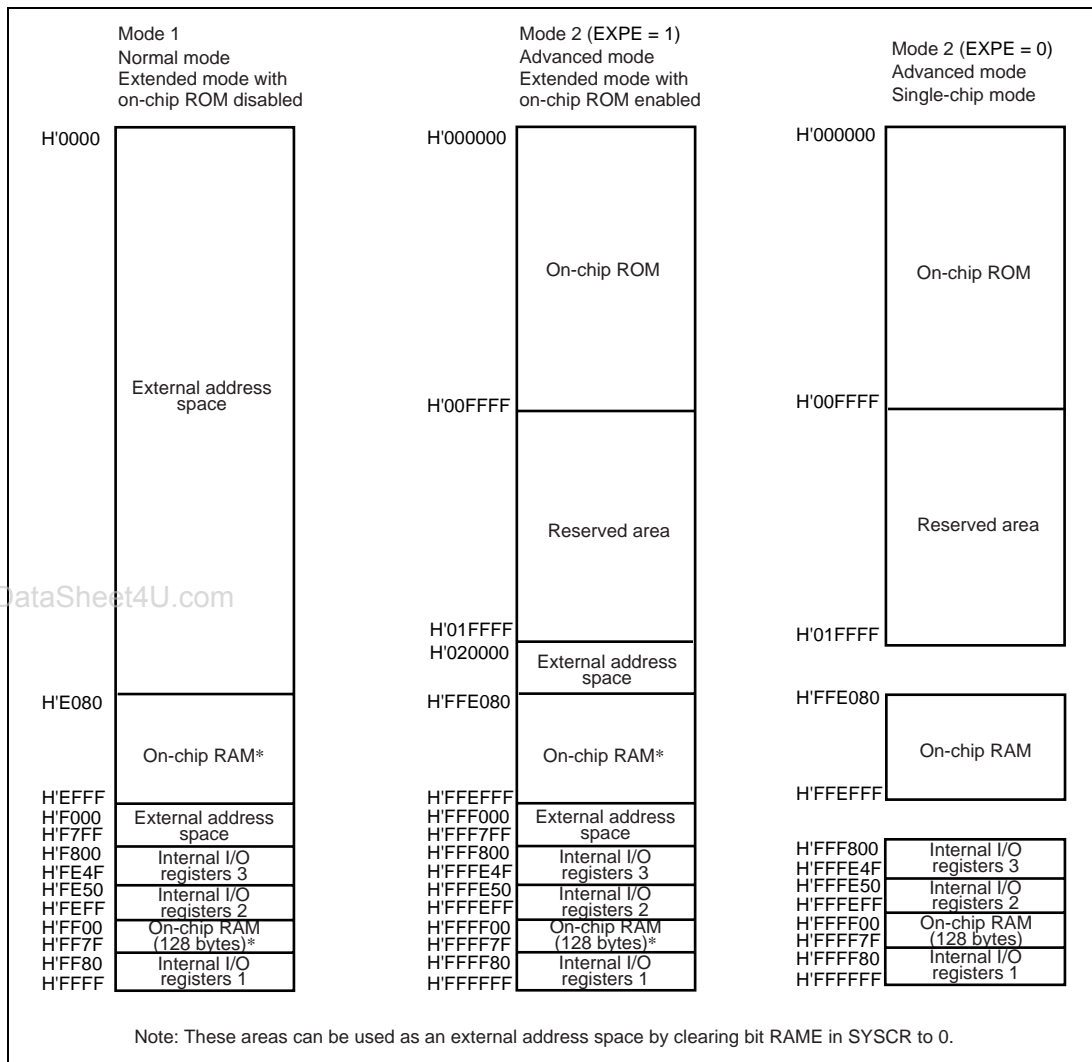 Mode 1
Normal mode
Extended mode with
on-chip ROM disabled
H'0000
External address
space
H'E080
On-chip RAM*
H'EFFF
H'F000
External address
space
H'F7FF
H'F800
Internal I/O
registers 3
H'FE4F
H'FE50
Internal I/O
registers 2
H'FEFF
H'FF00
On-chip RAM
(128 bytes)*
H'FF7F
H'FF80
Internal I/O
registers 1
H'FFFF
Mode 2 (EXPE = 1)
Advanced mode
Extended mode with
on-chip ROM enabled
H'000000
On-chip ROM
H'00FFFF
Reserved area
H'01FFFF
H'020000
External address
space
H'FFE080
On-chip RAM*
H'FFEFFF
H'FFF000
External address
space
H'FFF7FF
H'FFF800
Internal I/O
registers 3
H'FFFE4F
H'FFFE50
Internal I/O
registers 2
H'FFFEFF
H'FFFF00
On-chip RAM
(128 bytes)*
H'FFFF7F
H'FFFF80
Internal I/O
registers 1
H'FFFFFF
Mode 2 (EXPE = 0)
Advanced mode
Single-chip mode
H'000000
On-chip ROM
H'00FFFF
Reserved area
H'01FFFF
H'FFE080
On-chip RAM
H'FFEFFF
H'FFF800
Internal I/O
registers 3
H'FFFE4F
H'FFFE50
Internal I/O
registers 2
H'FFFEFF
H'FFFF00
On-chip RAM
(128 bytes)
H'FFFF7F
H'FFFF80
Internal I/O
registers 1
H'FFFFFF
DataSheet4U.com
Note: These areas can be used as an external address space by clearing bit RAME in SYSCR to 0.